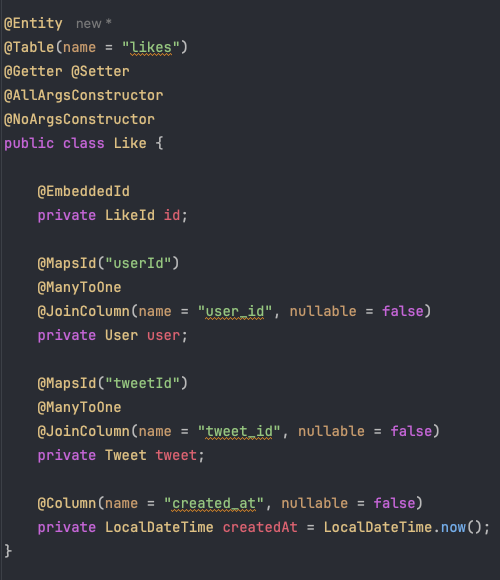 @Entity new *
@Table(name = "likes")
@Getter @Setter
@AllArgsConstructor
@NoArgsConstructor
public class Like {
@EmbeddedId
private LikeId id;
@MapsId("userId")
@ManyToOne
@JoinColumn(name = "user_id", nullable = false)
private User user;
@MapsId("tweetId")
@ManyToOne
@JoinColumn(name = "tweet_id", nullable = false)
private Tweet tweet;
@Column(name = "created_at", nullable = false)
private LocalDateTime createdAt = LocalDateTime.now();
}